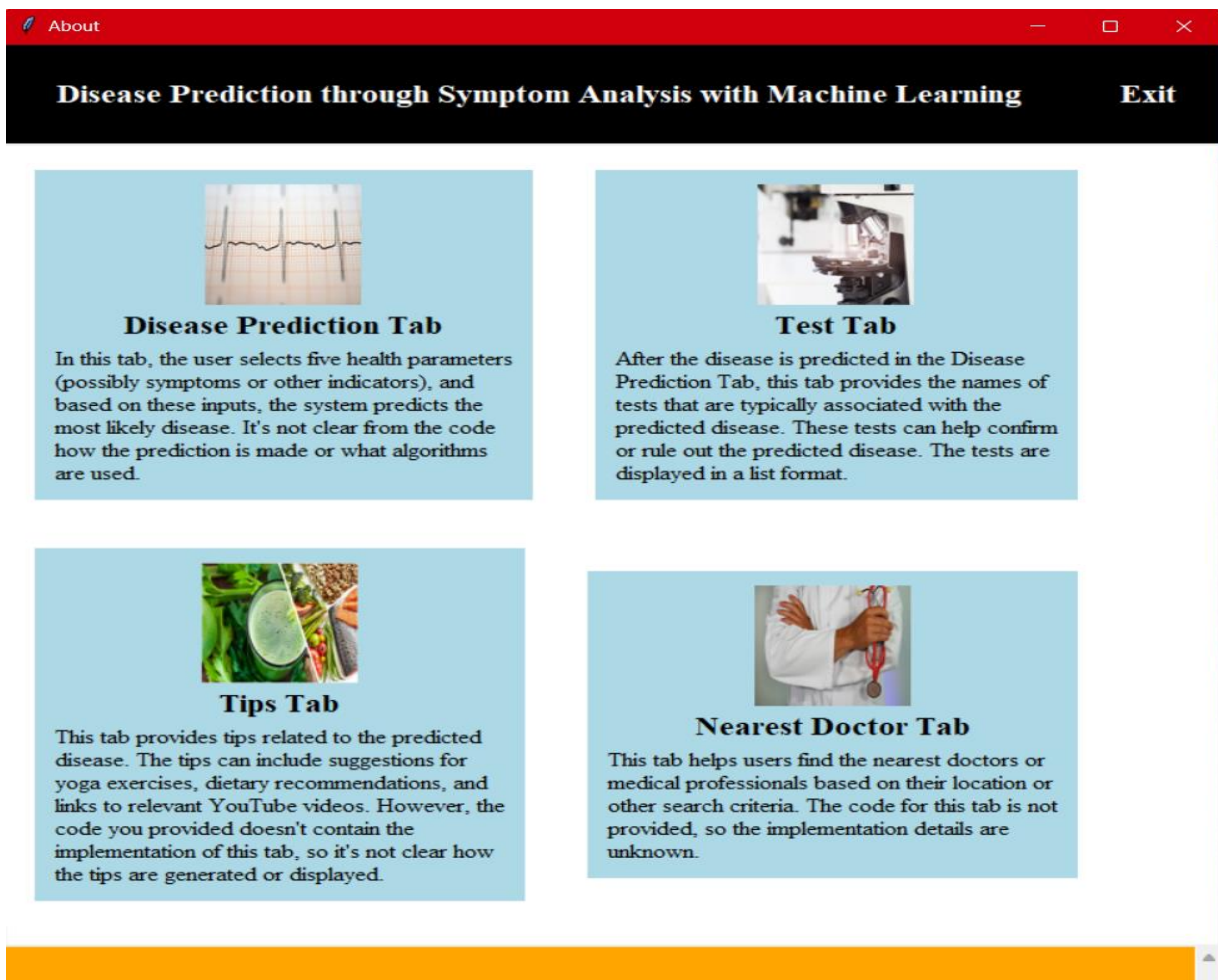 About
Disease Prediction through Symptom Analysis with Machine Learning
Exit
Disease Prediction Tab
In this tab, the user selects five health parameters
(possibly symptoms or other indicators), and
based on these inputs, the system predicts the
most likely disease. It's not clear from the code
how the prediction is made or what algorithms
are used.
Test Tab
After the disease is predicted in the Disease
Prediction Tab, this tab provides the names of
tests that are typically associated with the
predicted disease. These tests can help confirm
or rule out the predicted disease. The tests are
displayed in a list format.
Tips Tab
This tab provides tips related to the predicted
disease. The tips can include suggestions for
yoga exercises, dietary recommendations, and
links to relevant YouTube videos. However, the
code you provided doesn't contain the
implementation of this tab, so it's not clear how
the tips are generated or displayed.
Nearest Doctor Tab
This tab helps users find the nearest doctors or
medical professionals based on their location or
other search criteria. The code for this tab is not
provided, so the implementation details are
unknown.